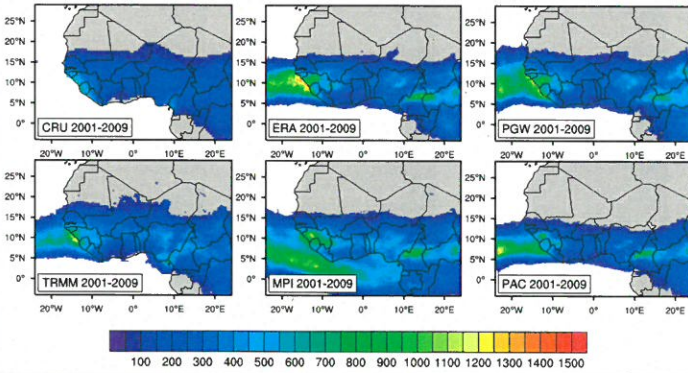 25°N
20°N
15°N
10°N
5°N
0°
CRU 2001-2009
ERA 2001-2009
PGW 2001-2009
20°W 10°W 0°E 10°E 20°E
20°W 10°W 0°E 10°E 20°E
20°W 10°W 0°E 10°E 20°E
25°N
20°N
15°N
10°N
5°N
0°
25°N
20°N
15°N
10°N
5°N
0°
25°N
20°N
15°N
10°N
5°N
0°
TRMM 2001-2009
MPI 2001-2009
PAC 2001-2009
20°W 10°W 0°E 10°E 20°E
20°W 10°W 0°E 10°E 20°E
20°W 10°W 0°E 10°E 20°E
25°N
20°N
15°N
10°N
5°N
0°
25°N
20°N
15°N
10°N
5°N
0°
100 200 300 400 500 600 700 800 900 1000 1100 1200 1300 1400 1500